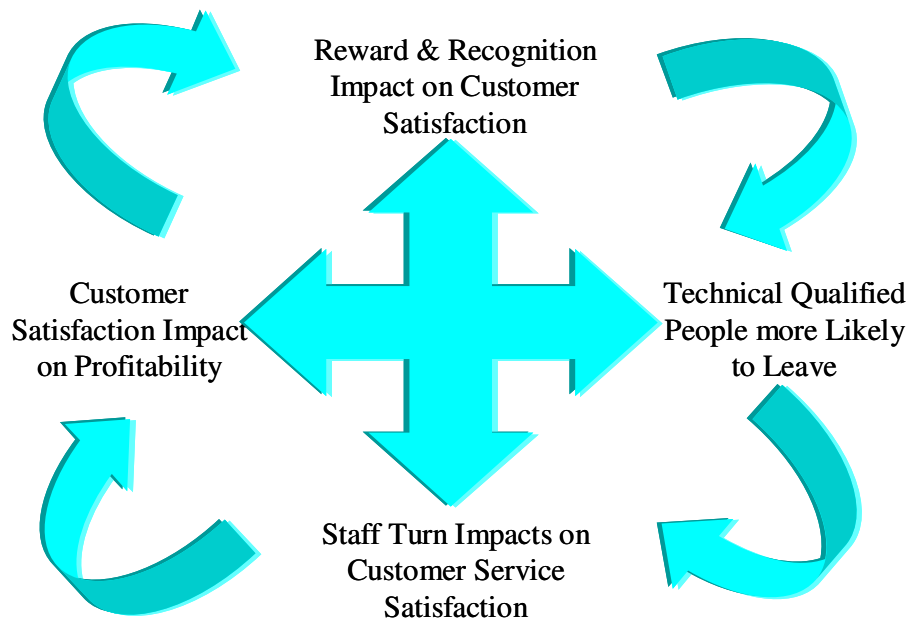 Reward & Recognition
Impact on Customer
Satisfaction
Customer
Satisfaction Impact
on Profitability
Technical Qualified
People more Likely
to Leave
Staff Turn Impacts on
Customer Service
Satisfaction